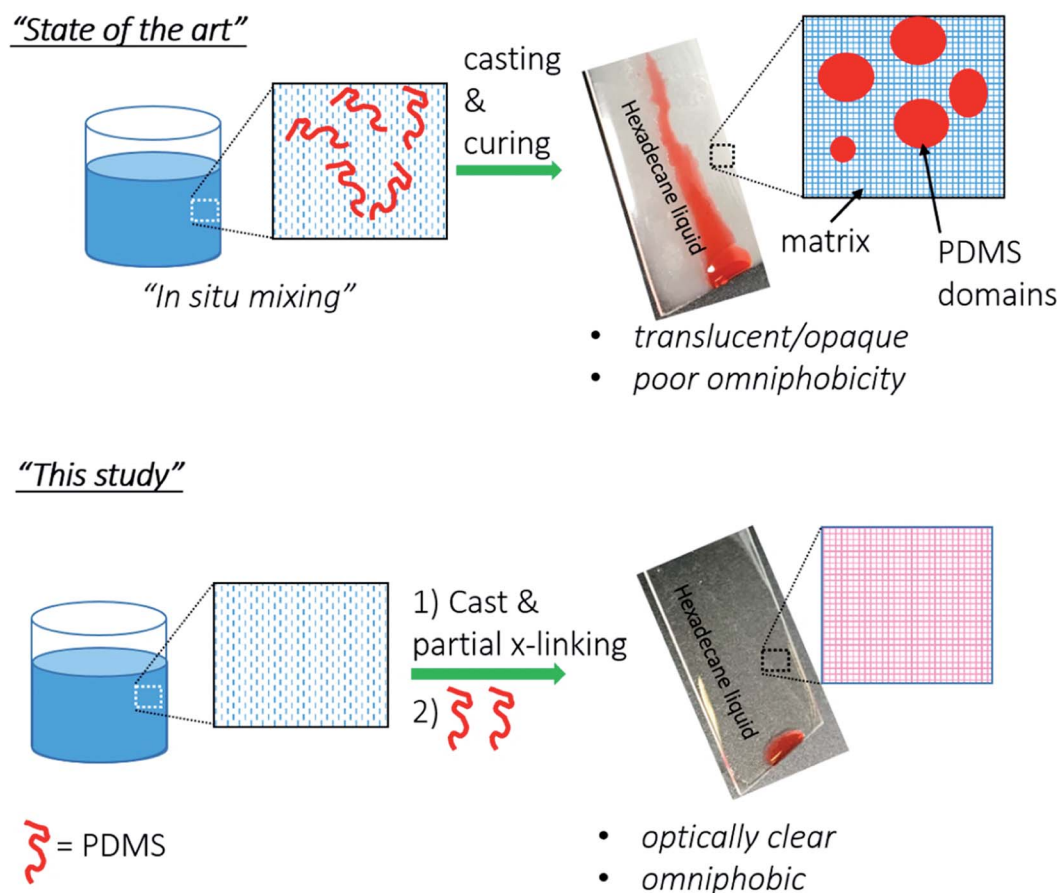 “State of the art”
casting
&
curing
“In situ mixing”
Hexadecane liquid
matrix
PDMS
domains
• translucent/opaque
• poor omniphobicity
“This study”
1) Cast &
partial x-linking
2)
Hexadecane liquid
= PDMS
• optically clear
• omniphobic